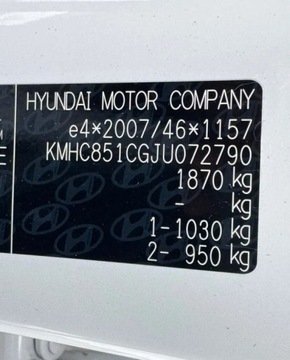 HYUNDAI MOTOR COMPANY
e4*2007/46*1157
KMHC851CGJU072790
1870 kg
- kg
1- 1030 kg
2- 950 kg